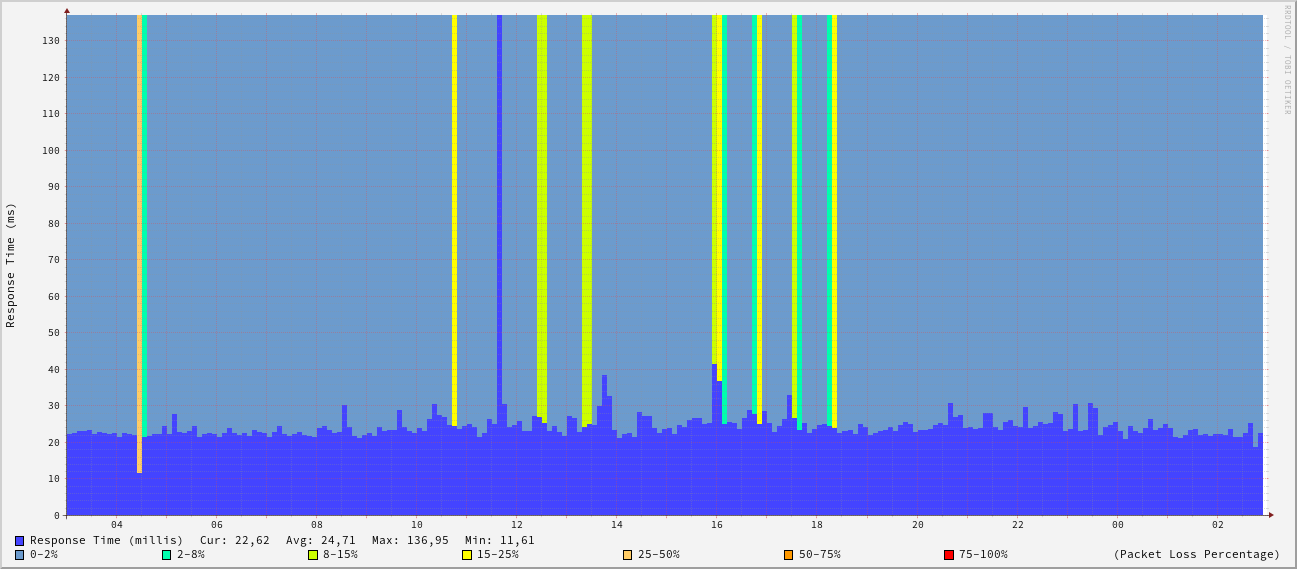 RRDTOOL / TOBI OETIKER
Response Time (ms)
130
120
110
100
90
80
70
60
50
40
30
20
10
0
04 06 08 10 12 14 16 18 20 22 00 02
Response Time (millis) Cur: 22,62 Avg: 24,71 Max: 136,95 Min: 11,61
0-2% 2-8% 8-15% 15-25% 25-50% 50-75% 75-100% (Packet Loss Percentage)